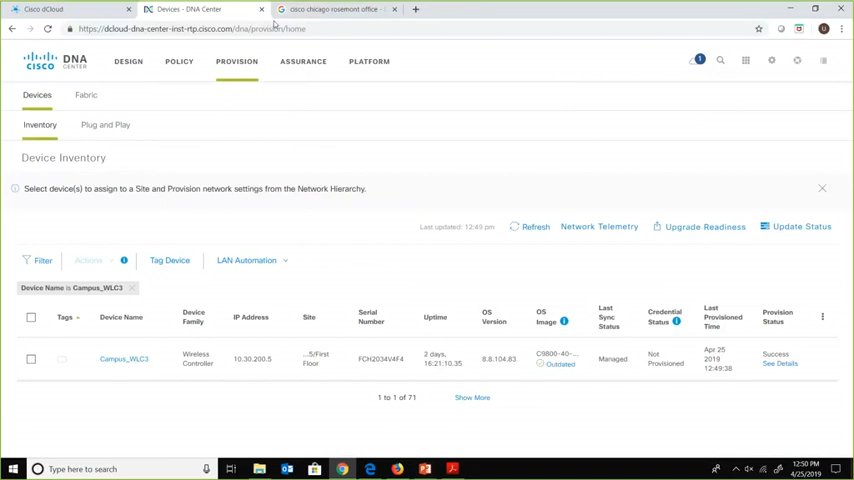 Cisco dCloud
Devices - DNA Center
cisco chicago rosemont office -
https://dcloud-dna-center-inst-rtp.cisco.com/dna/provision/home
CISCO DNA CENTER
DESIGN POLICY PROVISION ASSURANCE PLATFORM
1
Devices Fabric
Inventory Plug and Play
Device Inventory
Select device(s) to assign to a Site and Provision network settings from the Network Hierarchy.
Last updated: 12:49 pm Refresh Network Telemetry Upgrade Readiness Update Status
Filter Actions Tag Device LAN Automation
Device Name is Campus_WLC3
Tags
Device Name
Device Family
IP Address
Site
Serial Number
Uptime
OS Version
OS Image
Last Sync Status
Credential Status
Last Provisioned Time
Provision Status
Campus_WLC3
Wireless Controller
10.30.200.5
...5/First Floor
FCH2034V4F4
2 days, 16:21:10.35
8.8.104.83
C9800-40-...
Outdated
Managed
Not Provisioned
Apr 25 2019 12:49:38
Success
See Details
1 to 1 of 71 Show More
Type here to search
12:50 PM
4/25/2019